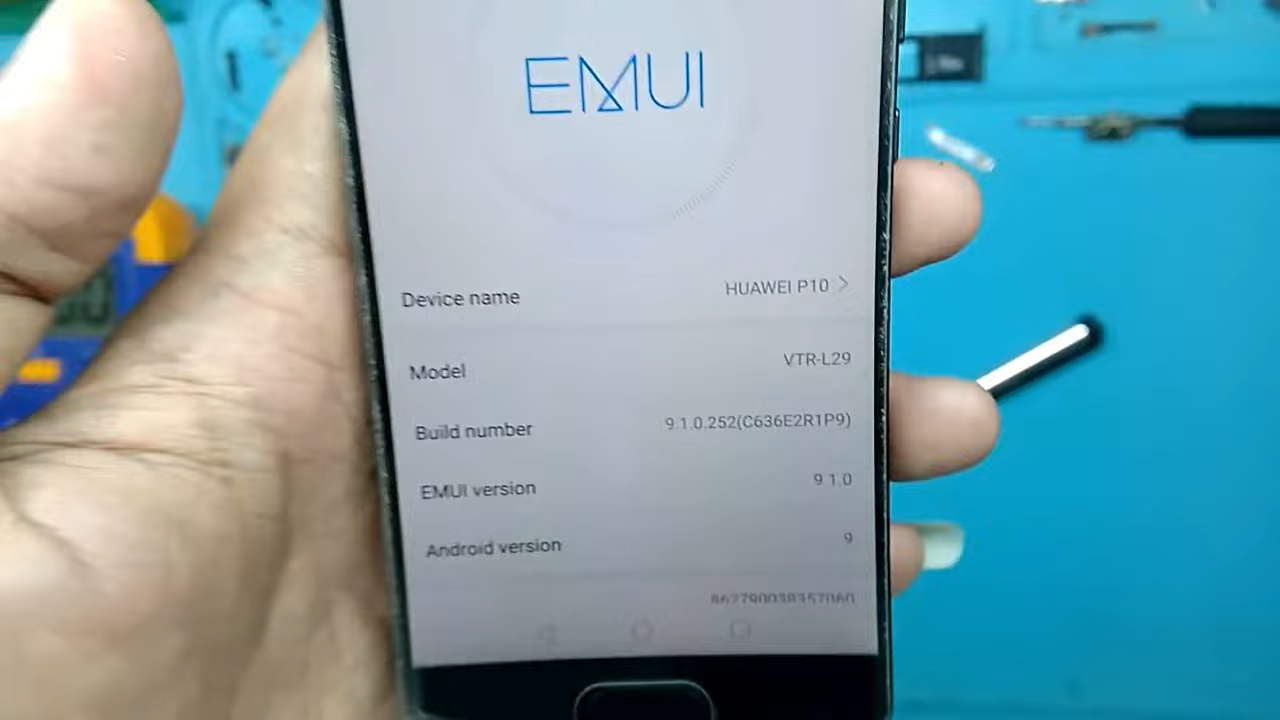 EMUI
Device name HUAWEI P10
Model VTR-L29
Build number 9.1.0.252(C636E2R1P9)
EMUI version 9.1.0
Android version 9